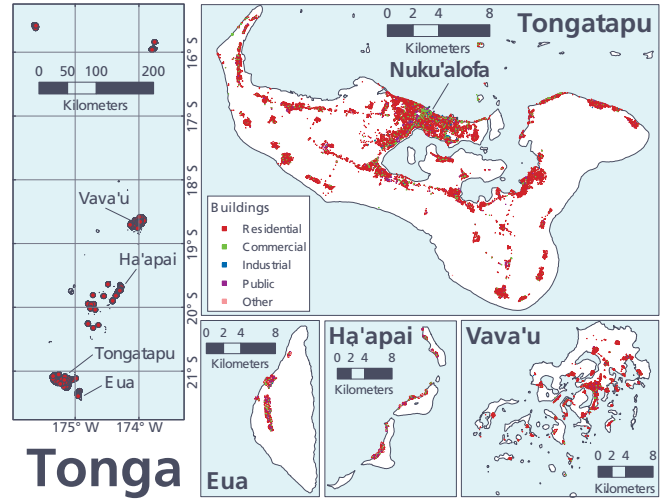 16° S
0 50 100 200
Kilometers
17° S
18° S
Vava'u
19° S
Ha'apai
20° S
Tongatapu
21° S
Eua
175° W 174° W
Tonga
0 2 4 8
Kilometers
Tongatapu
Nuku'alofa
Buildings
Residential
Commercial
Industrial
Public
Other
0 2 4 8
Kilometers
Eua
Ha'apai
0 2 4 8
Kilometers
Vava'u
0 2 4 8
Kilometers